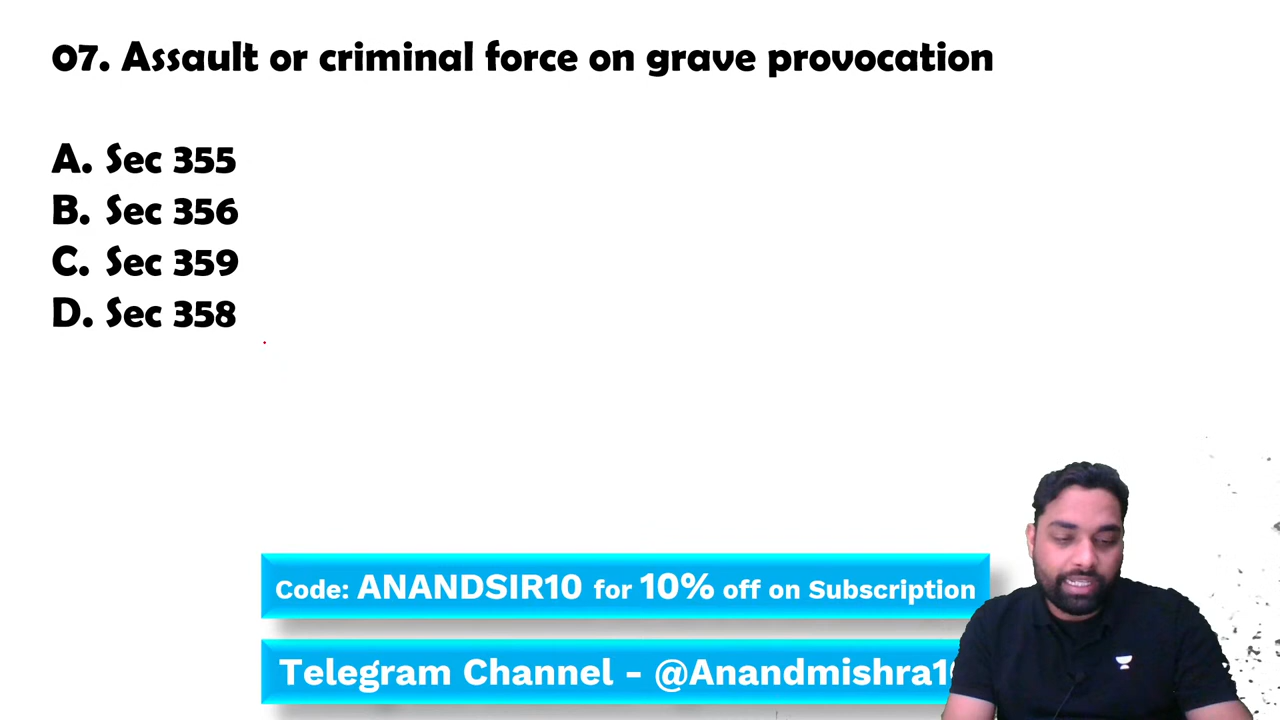 07. Assault or criminal force on grave provocation
A. Sec 355
B. Sec 356
C. Sec 359
D. Sec 358
Code: ANANDSIR10 for 10% off on Subscription
Telegram Channel -